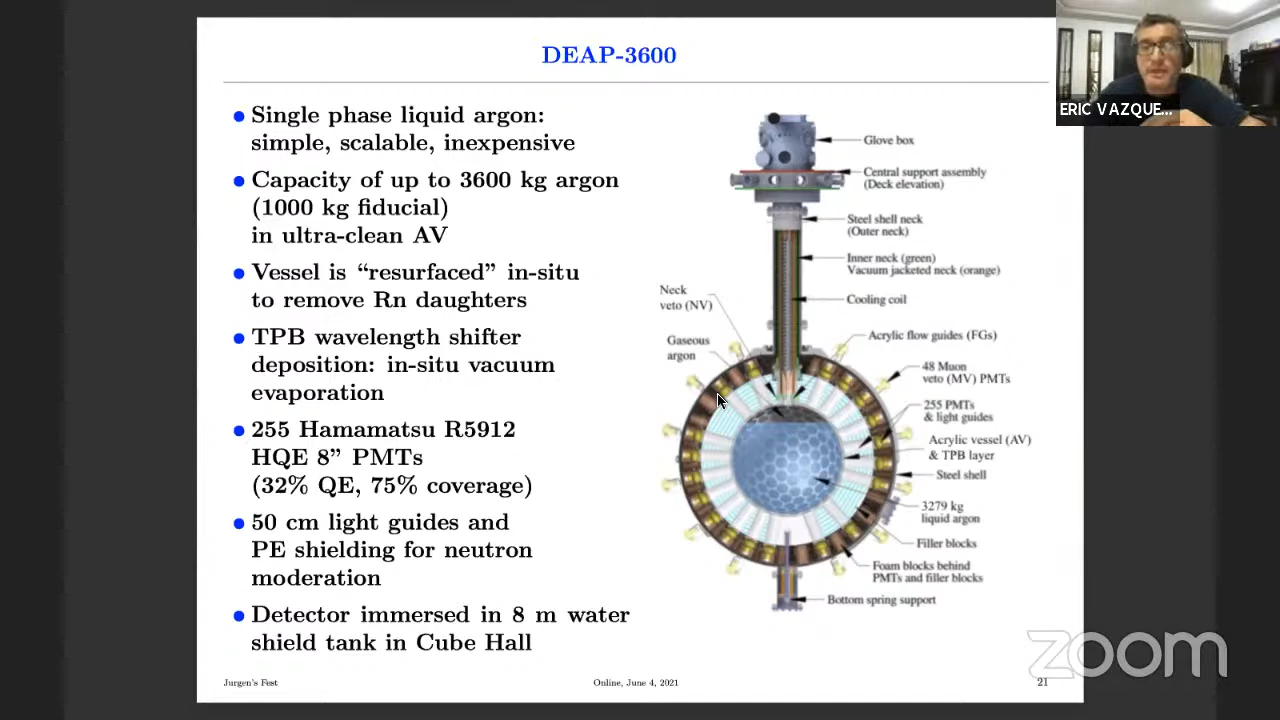 DEAP-3600
• Single phase liquid argon:
simple, scalable, inexpensive
• Capacity of up to 3600 kg argon
(1000 kg fiducial)
in ultra-clean AV
• Vessel is “resurfaced” in-situ
to remove Rn daughters
• TPB wavelength shifter
deposition: in-situ vacuum
evaporation
• 255 Hamamatsu R5912
HQE 8” PMTs
(32% QE, 75% coverage)
• 50 cm light guides and
PE shielding for neutron
moderation
• Detector immersed in 8 m water
shield tank in Cube Hall
Glove box
Central support assembly
(Deck elevation)
Steel shell neck
(Outer neck)
Inner neck (green)
Vacuum jacketed neck (orange)
Neck
veto (NV)
Cooling coil
Gaseous
argon
Acrylic flow guides (FGs)
48 Muon
veto (MV) PMTs
255 PMTs
& light guides
Acrylic vessel (AV)
& TPB layer
Steel shell
3279 kg
liquid argon
Filler blocks
Foam blocks behind
PMTs and filler blocks
Bottom spring support
Jurgen's Fest
Online, June 4, 2021
21
ERIC VAZQUE...
zoom